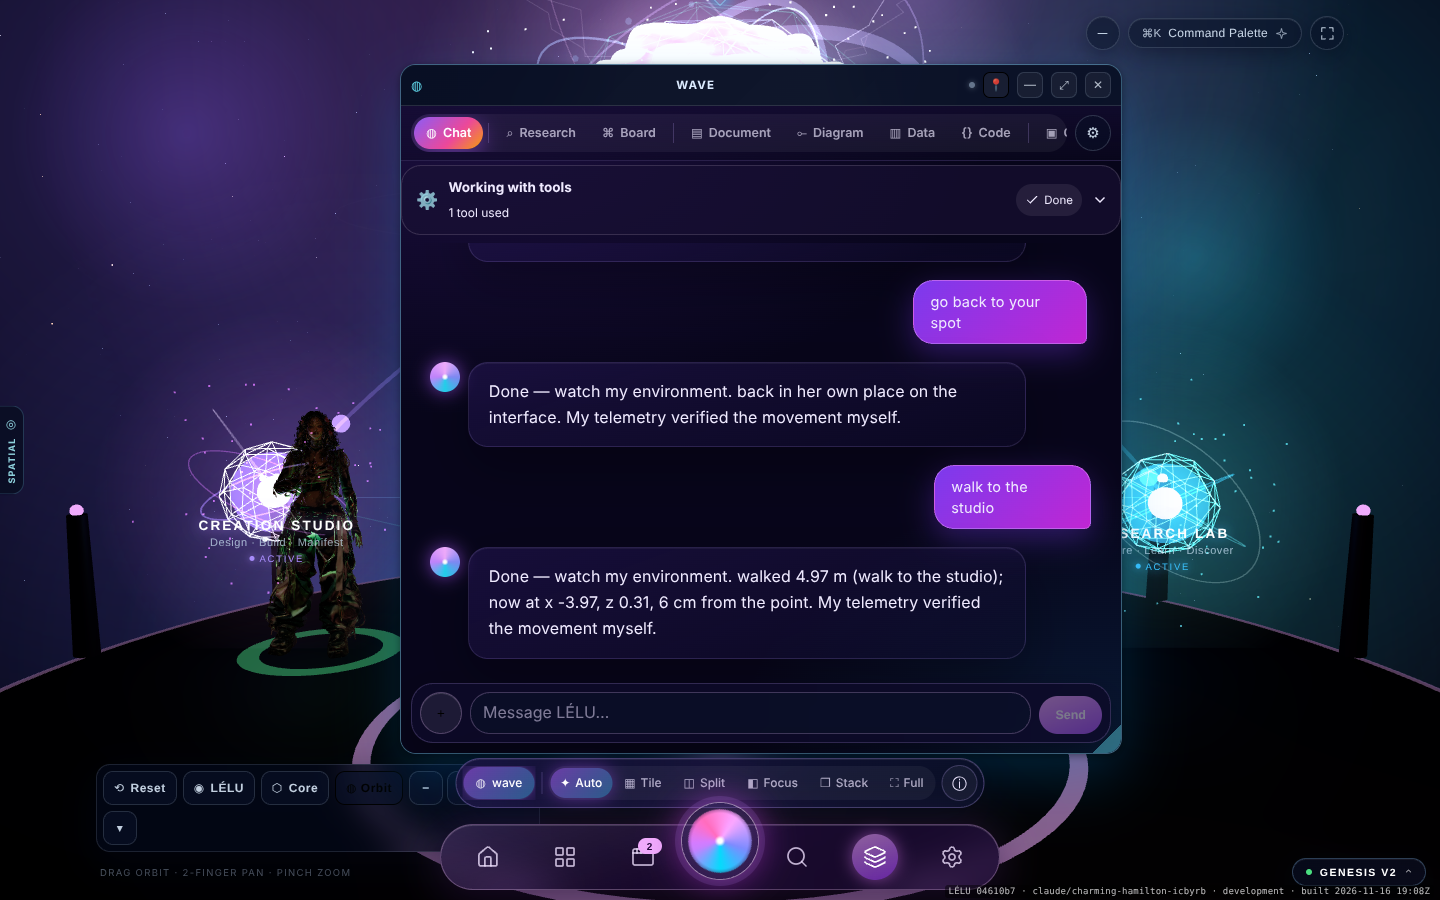 ⌘K Command Palette
WAVE
Chat
Research
Board
Document
Diagram
Data
{} Code
Working with tools
1 tool used
Done
go back to your
spot
Done — watch my environment. back in her own place on the
interface. My telemetry verified the movement myself.
walk to the
studio
Done — watch my environment. walked 4.97 m (walk to the studio);
now at x -3.97, z 0.31, 6 cm from the point. My telemetry verified
the movement myself.
Message LÉLU...
Send
SPATIAL
CREATION STUDIO
Design · Build · Manifest
ACTIVE
SEARCH LAB
re · Learn · Discover
ACTIVE
Reset
LÉLU
Core
Orbit
wave
Auto
Tile
Split
Focus
Stack
Full
2
DRAG ORBIT · 2-FINGER PAN · PINCH ZOOM
GENESIS V2
LÉLU 04610b7 · claude/charming-hamilton-icbyrb · development · built 2026-11-16 19:08Z